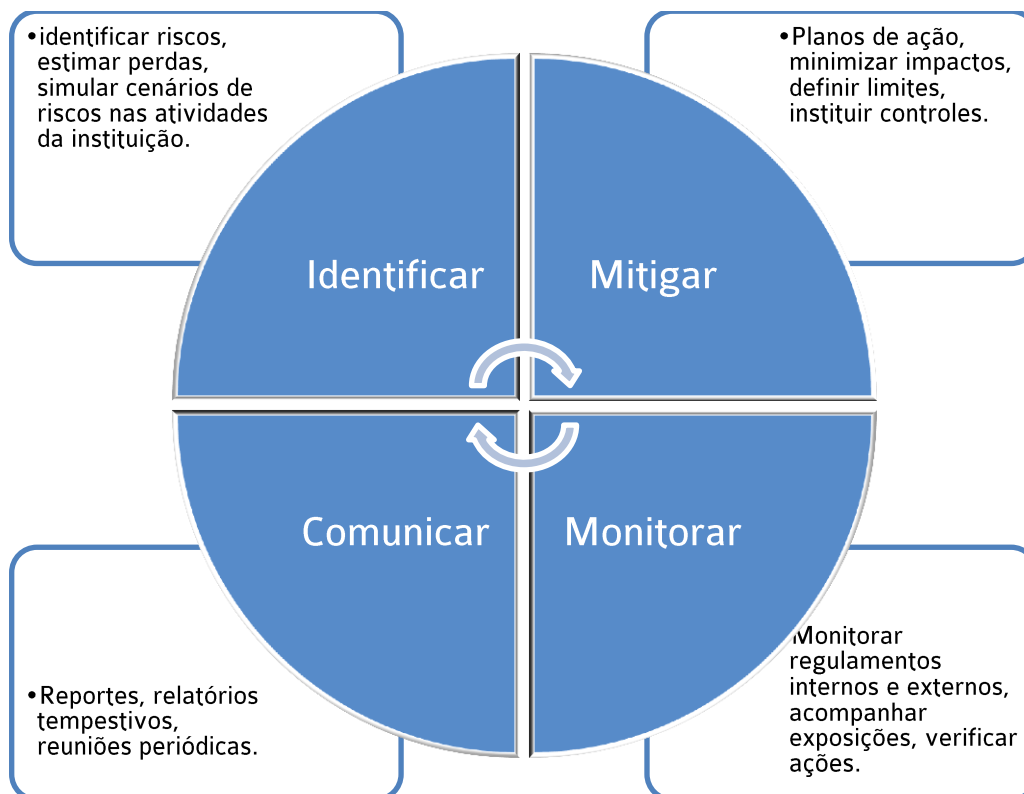 •identificar riscos,
estimar perdas,
simular cenários de
riscos nas atividades
da instituição.
•Planos de ação,
minimizar impactos,
definir limites,
instituir controles.
Identificar
Mitigar
Comunicar
Monitorar
•Reportes, relatórios
tempestivos,
reuniões periódicas.
Monitorar
regulamentos
internos e externos,
acompanhar
exposições, verificar
ações.